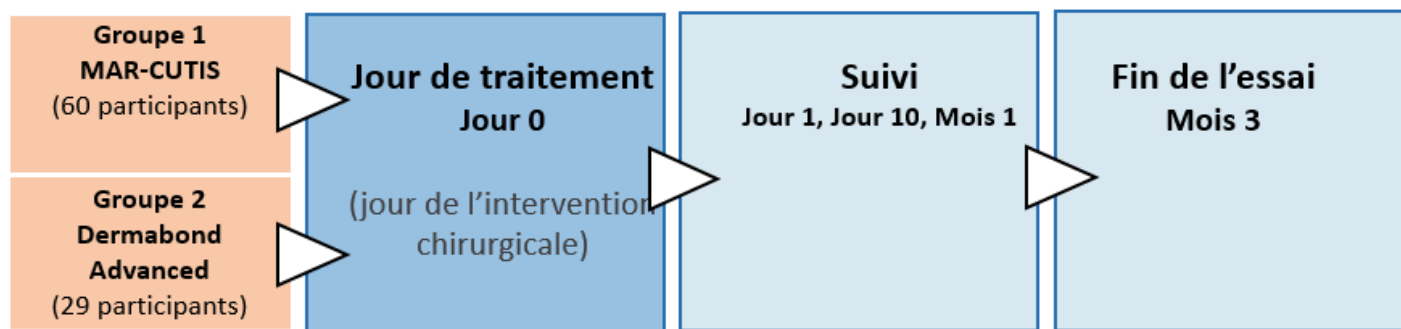 Groupe 1
MAR-CUTIS
(60 participants)
Groupe 2
Dermabond
Advanced
(29 participants)
Jour de traitement
Jour 0
(jour de l’intervention
chirurgicale)
Suivi
Jour 1, Jour 10, Mois 1
Fin de l’essai
Mois 3